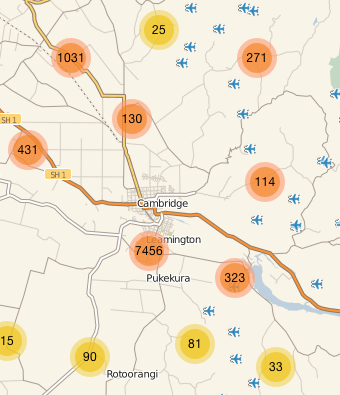 25
1031
271
130
SH 1
431
SH 1
114
Cambridge
Leamington
7456
Pukekura
323
15
81
90
33
Rotoorangi